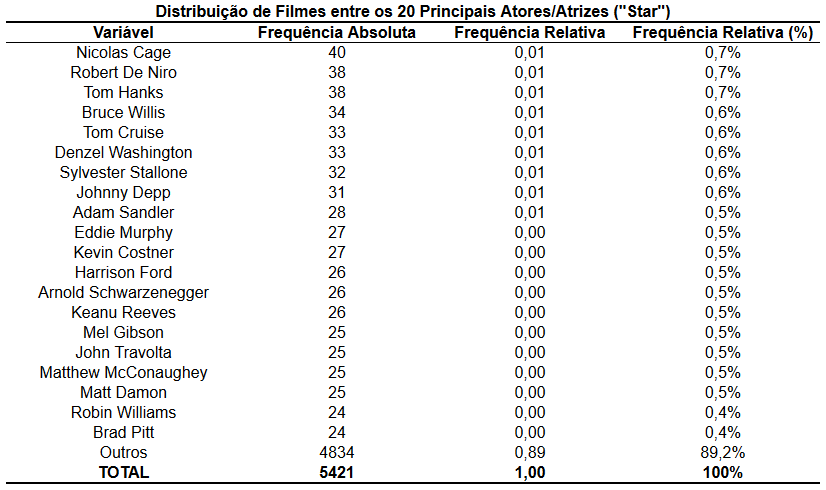 Distribuição de Filmes entre os 20 Principais Atores/Atrizes ("Star")
Variável Frequência Absoluta Frequência Relativa Frequência Relativa (%)
Nicolas Cage 40 0,01 0,7%
Robert De Niro 38 0,01 0,7%
Tom Hanks 38 0,01 0,7%
Bruce Willis 34 0,01 0,6%
Tom Cruise 33 0,01 0,6%
Denzel Washington 33 0,01 0,6%
Sylvester Stallone 32 0,01 0,6%
Johnny Depp 31 0,01 0,6%
Adam Sandler 28 0,01 0,5%
Eddie Murphy 27 0,00 0,5%
Kevin Costner 27 0,00 0,5%
Harrison Ford 26 0,00 0,5%
Arnold Schwarzenegger 26 0,00 0,5%
Keanu Reeves 26 0,00 0,5%
Mel Gibson 25 0,00 0,5%
John Travolta 25 0,00 0,5%
Matthew McConaughey 25 0,00 0,5%
Matt Damon 25 0,00 0,5%
Robin Williams 24 0,00 0,4%
Brad Pitt 24 0,00 0,4%
Outros 4834 0,89 89,2%
TOTAL 5421 1,00 100%